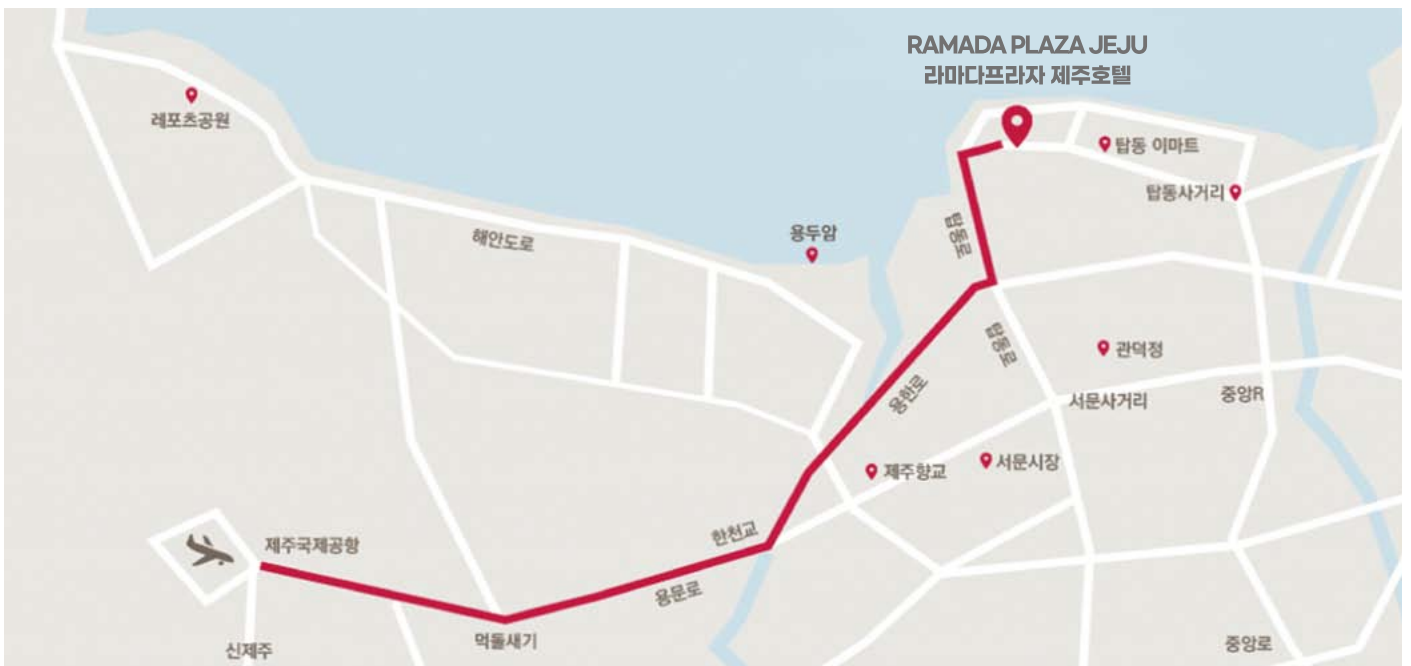 RAMADA PLAZA JEJU
라마다프라자 제주호텔
레포츠공원
탑동 이마트
탑동사거리
해안도로
용두암
탑동로
탑동로
관덕정
용한로
서문사거리
중앙R
제주향교
서문시장
한천교
제주국제공항
용문로
먹돌새기
신제주
중앙로